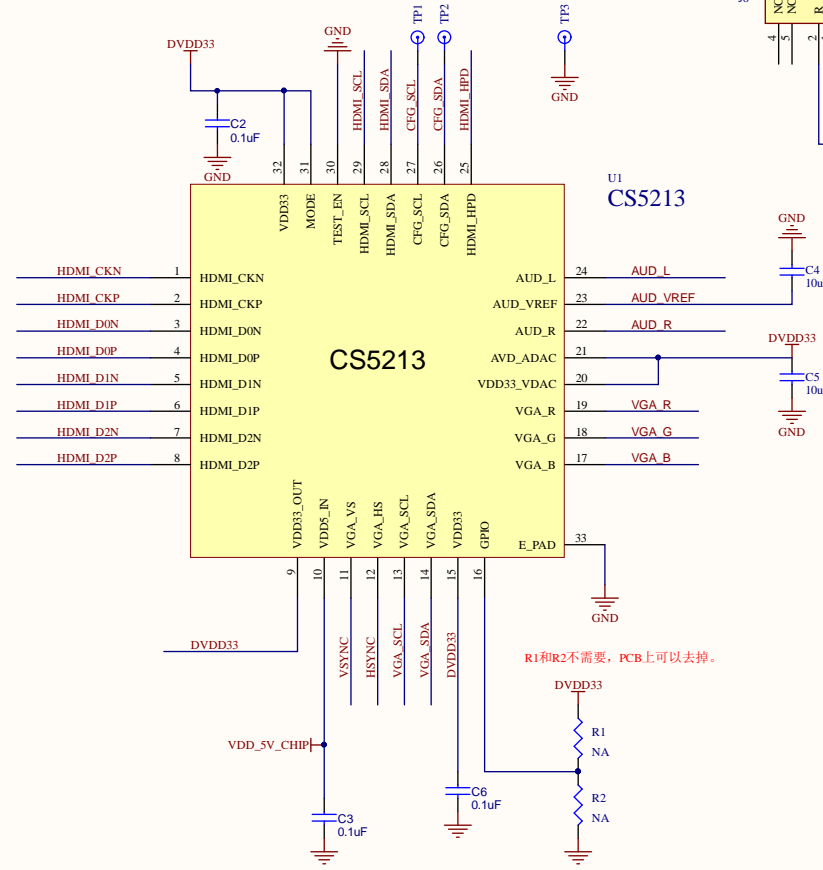 TP1
TP2
TP3
NC
NC
R
4
5
2
GND
DVDD33
HDMI_SCL
HDMI_SDA
CFG_SCL
CFG_SDA
HDMI_HPD
GND
C2
0.1uF
GND
32
31
30
29
28
27
26
25
U1
CS5213
VDD33
MODE
TEST_EN
HDMI_SCL
HDMI_SDA
CFG_SCL
CFG_SDA
HDMI_HPD
GND
HDMI_CKN 1 HDMI_CKN
HDMI_CKP 2 HDMI_CKP
HDMI_D0N 3 HDMI_D0N
HDMI_D0P 4 HDMI_D0P
HDMI_D1N 5 HDMI_D1N
HDMI_D1P 6 HDMI_D1P
HDMI_D2N 7 HDMI_D2N
HDMI_D2P 8 HDMI_D2P
CS5213
AUD_L 24 AUD_L
AUD_VREF 23 AUD_VREF
AUD_R 22 AUD_R
AVD_ADAC 21
VDD33_VDAC 20
VGA_R 19 VGA_R
VGA_G 18 VGA_G
VGA_B 17 VGA_B
C4
10u
DVDD33
C5
10u
GND
VDD33_OUT
VDD5_IN
VGA_VS
VGA_HS
VGA_SCL
VGA_SDA
VDD33
GPIO
E_PAD 33
GND
9
10
11
12
13
14
15
16
DVDD33
VSYNC
HSYNC
VGA_SCL
VGA_SDA
DVDD33
R1和R2不需要，PCB上可以去掉。
DVDD33
R1
NA
VDD_5V_CHIP
R2
NA
C3
0.1uF
C6
0.1uF